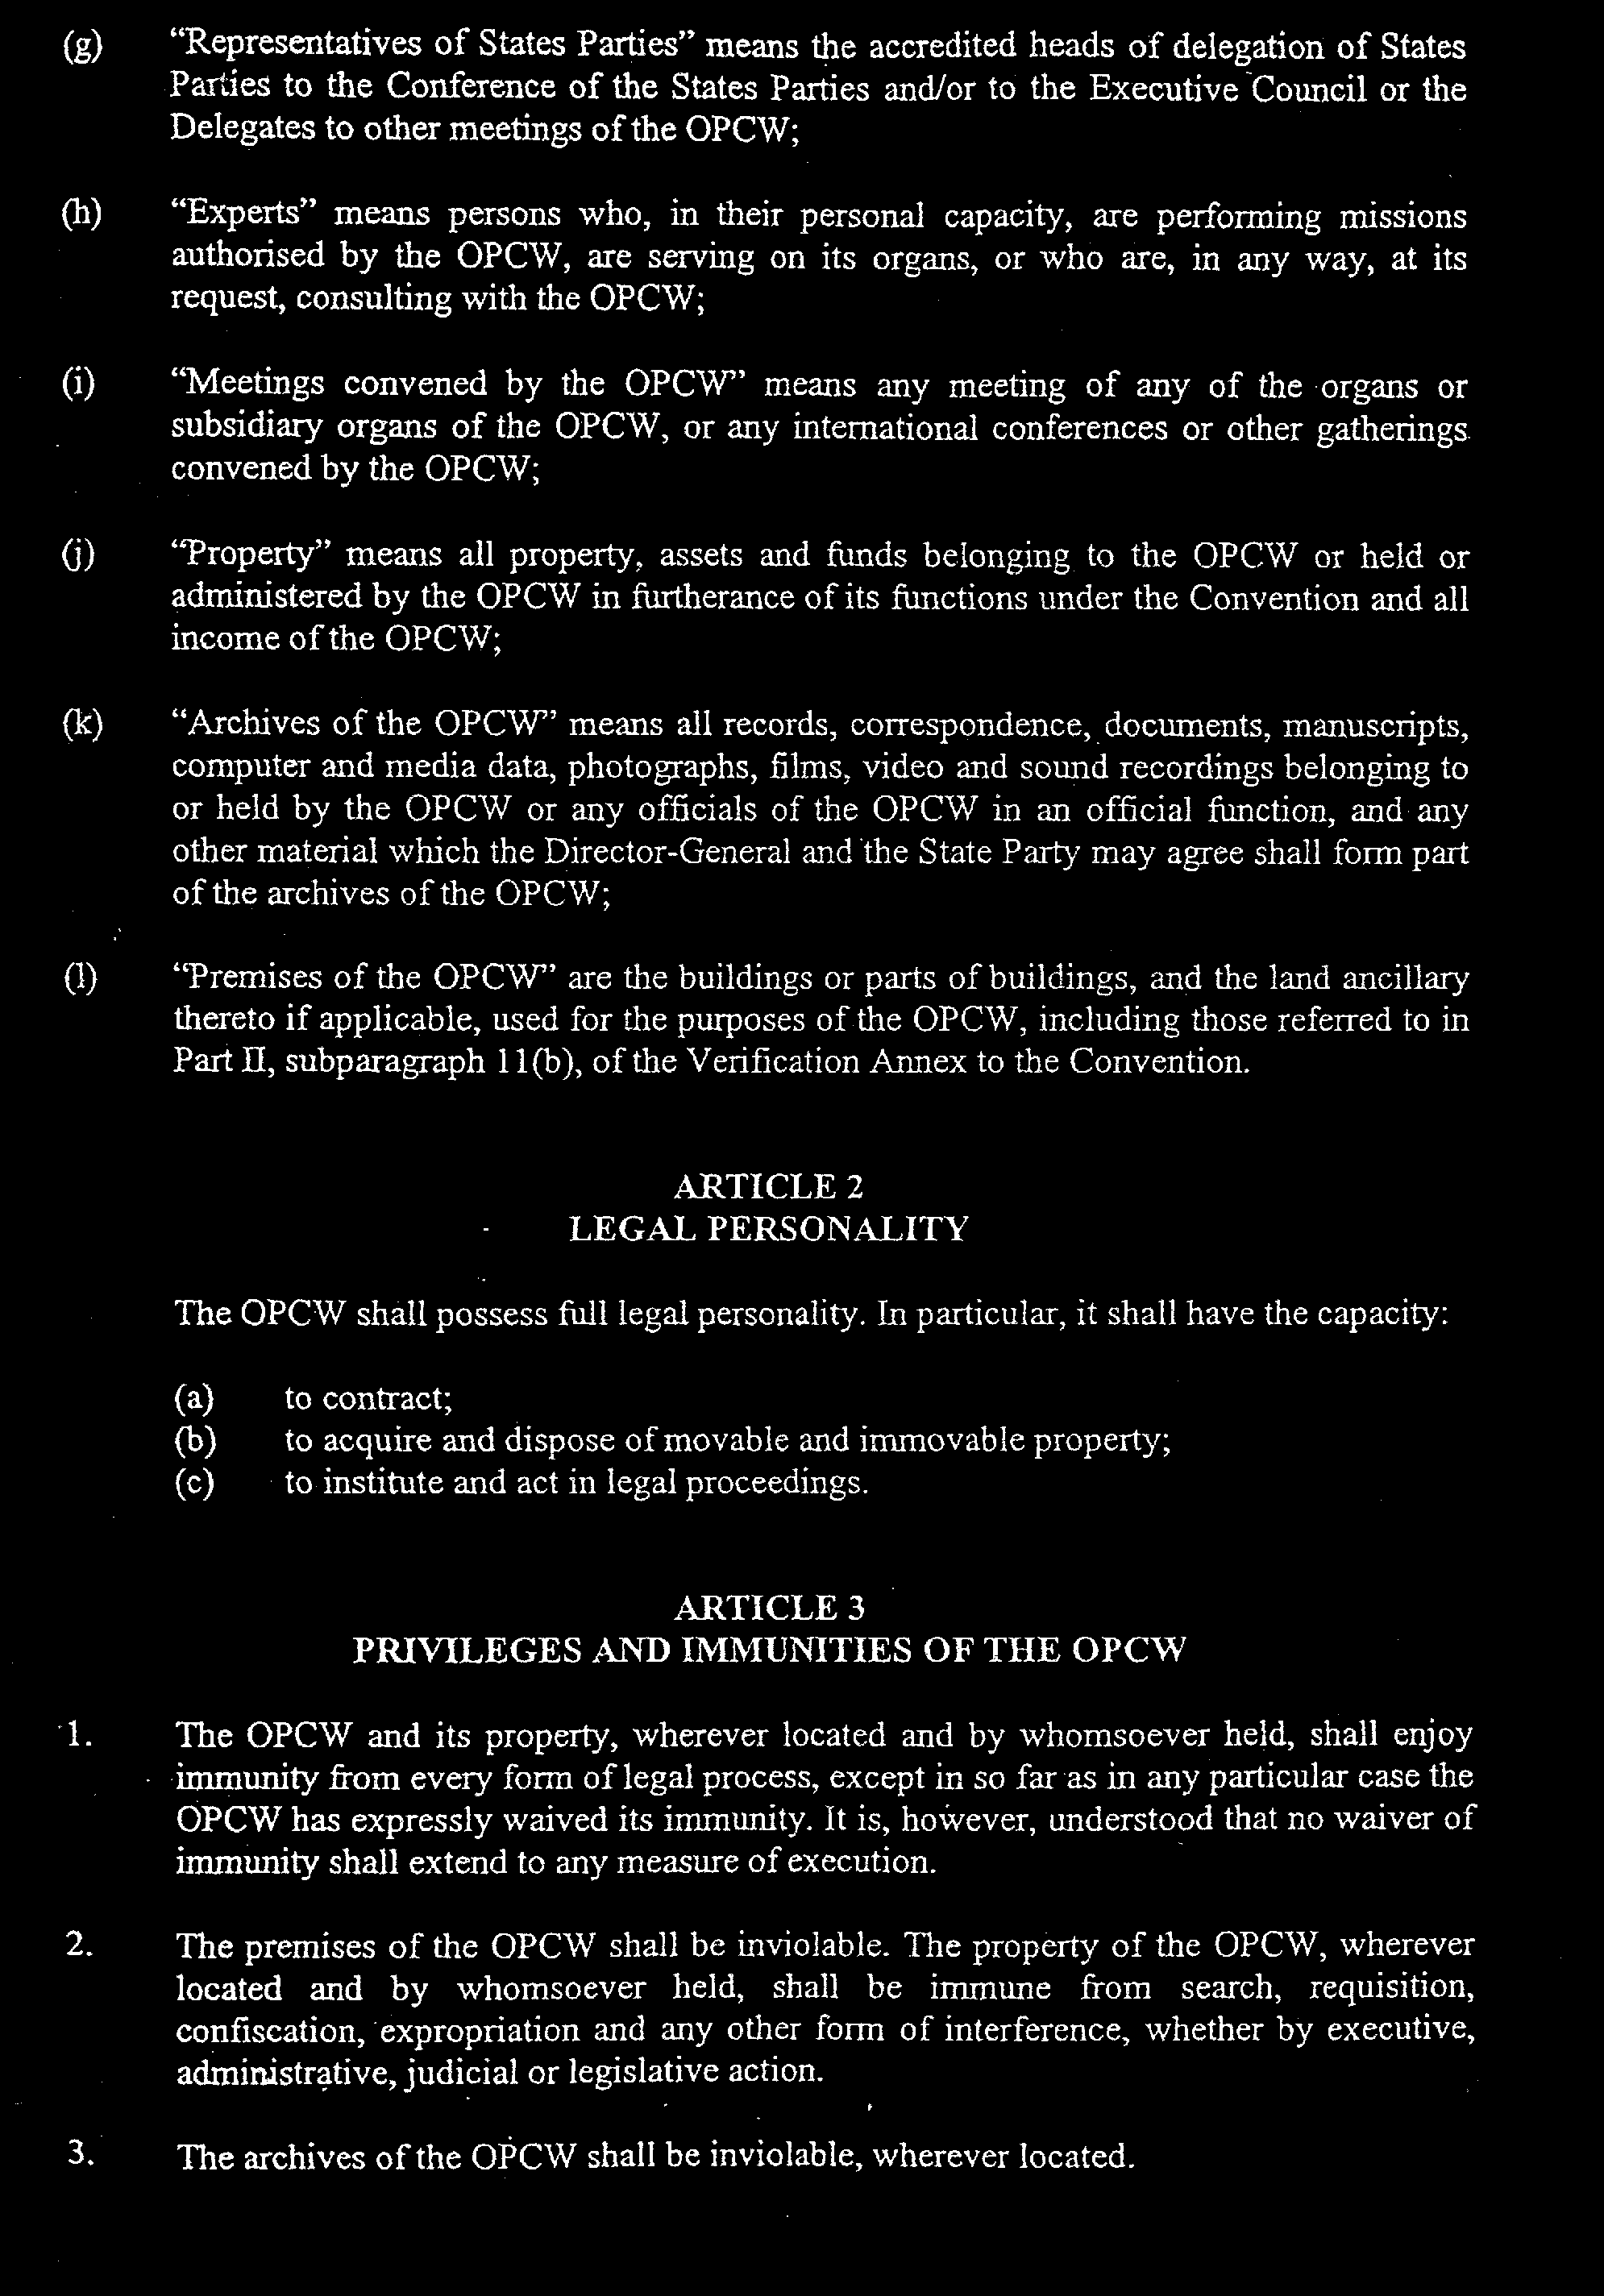 (g) “Representatives of States Parties” means the accredited heads of delegation of States
Parties to the Conference of the States Parties and/or to the Executive Council or the
Delegates to other meetings of the OPCW;
(h) “Experts” means persons who, in their personal capacity, are performing missions
authorised by the OPCW, are serving on its organs, or who are, in any way, at its
request, consulting with the OPCW;
(i) “Meetings convened by the OPCW” means any meeting of any of the organs or
subsidiary organs of the OPCW, or any international conferences or other gatherings
convened by the OPCW;
(j) “Property” means all property, assets and funds belonging to the OPCW or held or
administered by the OPCW in furtherance of its functions under the Convention and all
income of the OPCW;
(k) “Archives of the OPCW” means all records, correspondence, documents, manuscripts,
computer and media data, photographs, films, video and sound recordings belonging to
or held by the OPCW or any officials of the OPCW in an official function, and any
other material which the Director-General and the State Party may agree shall form part
of the archives of the OPCW;
(l) “Premises of the OPCW” are the buildings or parts of buildings, and the land ancillary
thereto if applicable, used for the purposes of the OPCW, including those referred to in
Part II, subparagraph 11(b), of the Verification Annex to the Convention.
ARTICLE 2
LEGAL PERSONALITY
The OPCW shall possess full legal personality. In particular, it shall have the capacity:
(a) to contract;
(b) to acquire and dispose of movable and immovable property;
(c) to institute and act in legal proceedings.
ARTICLE 3
PRIVILEGES AND IMMUNITIES OF THE OPCW
1. The OPCW and its property, wherever located and by whomsoever held, shall enjoy
immunity from every form of legal process, except in so far as in any particular case the
OPCW has expressly waived its immunity. It is, however, understood that no waiver of
immunity shall extend to any measure of execution.
2. The premises of the OPCW shall be inviolable. The property of the OPCW, wherever
located and by whomsoever held, shall be immune from search, requisition,
confiscation, expropriation and any other form of interference, whether by executive,
administrative, judicial or legislative action.
3. The archives of the OPCW shall be inviolable, wherever located.